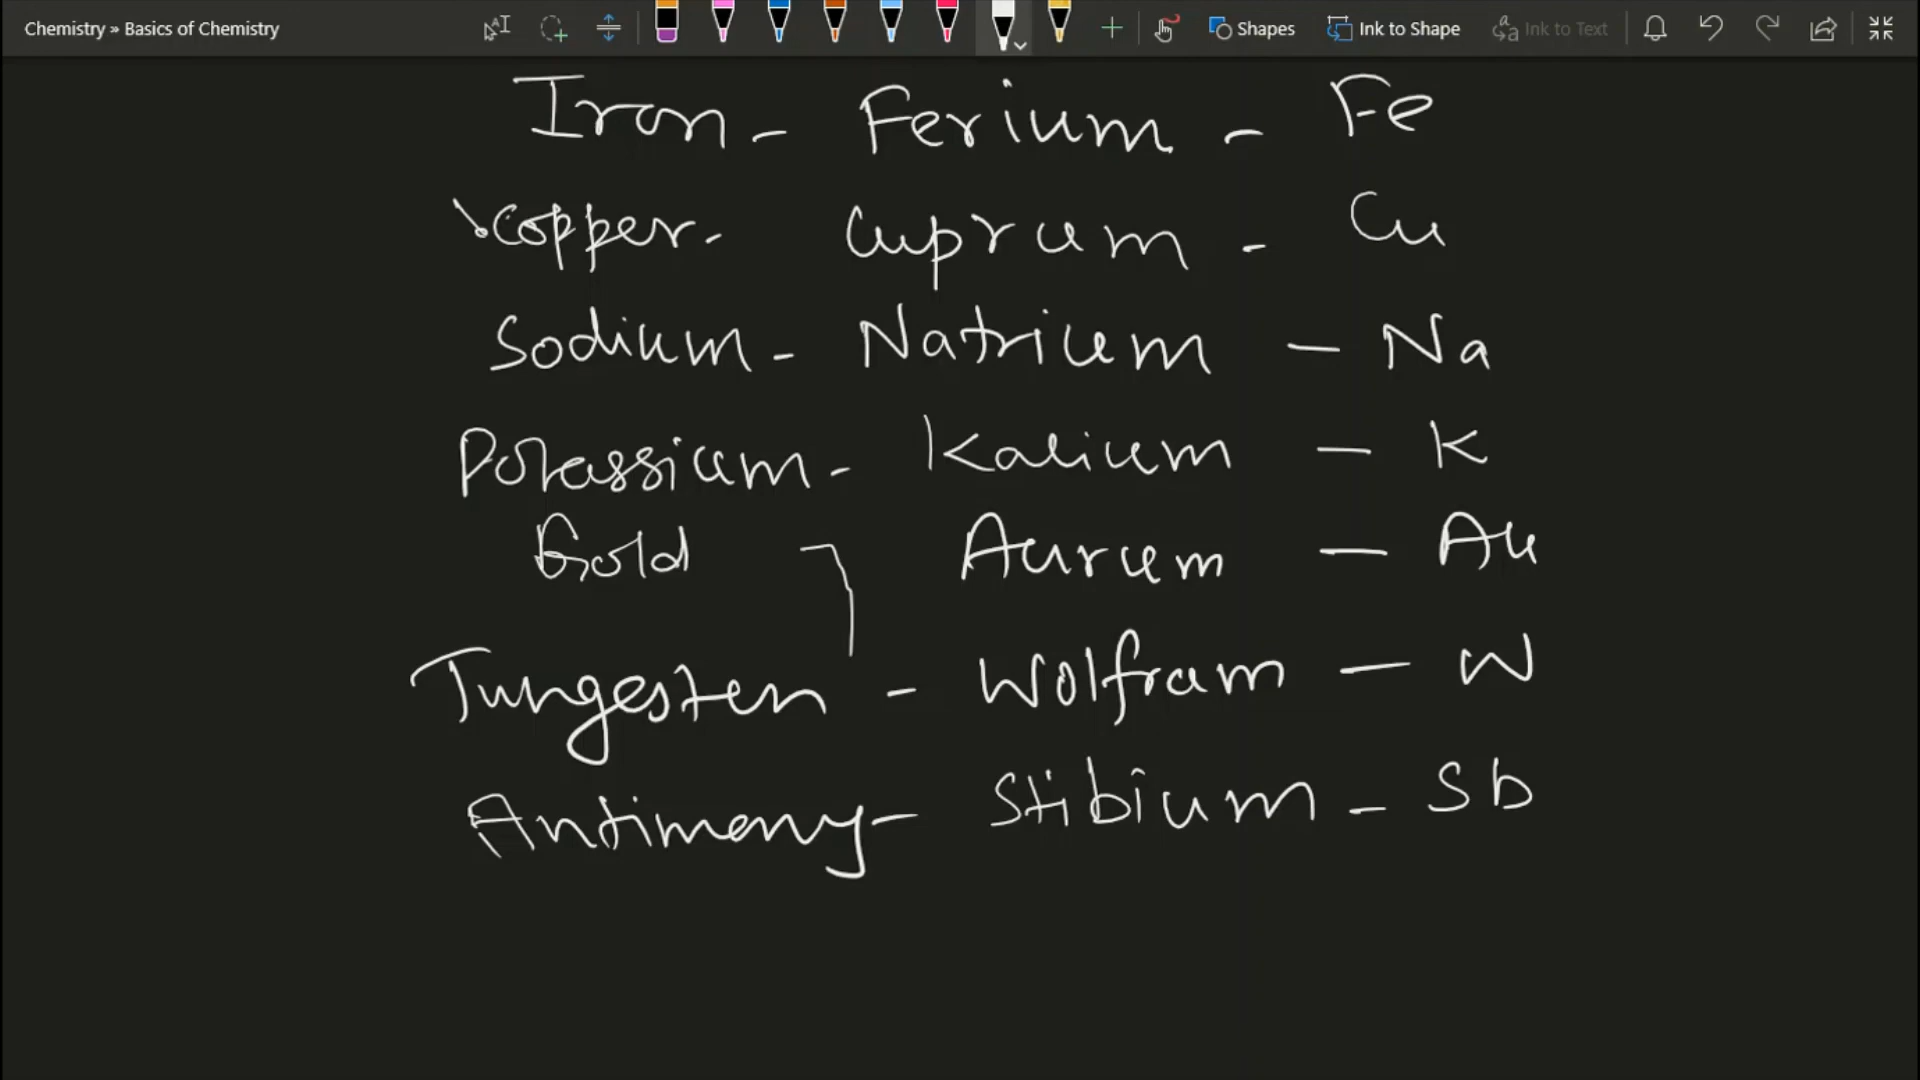 Chemistry » Basics of Chemistry
Shapes Ink to Shape Ink to Text
Iron - Ferium - Fe
Copper - Cuprum - Cu
Sodium - Natrium - Na
Potassium - Kalium - K
Gold Aurum - Au
Tungesten - Wolfram - W
Antimony - Stibium - Sb